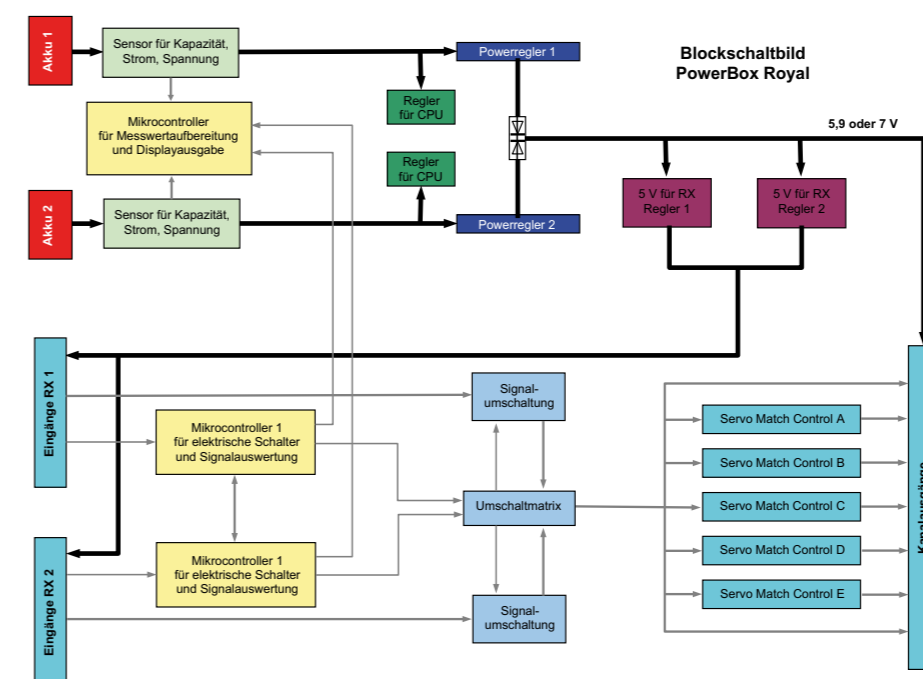 Blockschaltbild
PowerBox Royal
Akku 1
Sensor für Kapazität,
Strom, Spannung
Powerregler 1
Regler
für CPU
Mikrocontroller
für Messwertaufbereitung
und Displayausgabe
5,9 oder 7 V
Regler
für CPU
5 V für RX
Regler 1
5 V für RX
Regler 2
Akku 2
Sensor für Kapazität,
Strom, Spannung
Powerregler 2
Eingänge RX 1
Signal-
umschaltung
Mikrocontroller 1
für elektrische Schalter
und Signalauswertung
Servo Match Control A
Servo Match Control B
Umschaltmatrix
Servo Match Control C
Kanalausgänge
Eingänge RX 2
Mikrocontroller 1
für elektrische Schalter
und Signalauswertung
Servo Match Control D
Servo Match Control E
Signal-
umschaltung